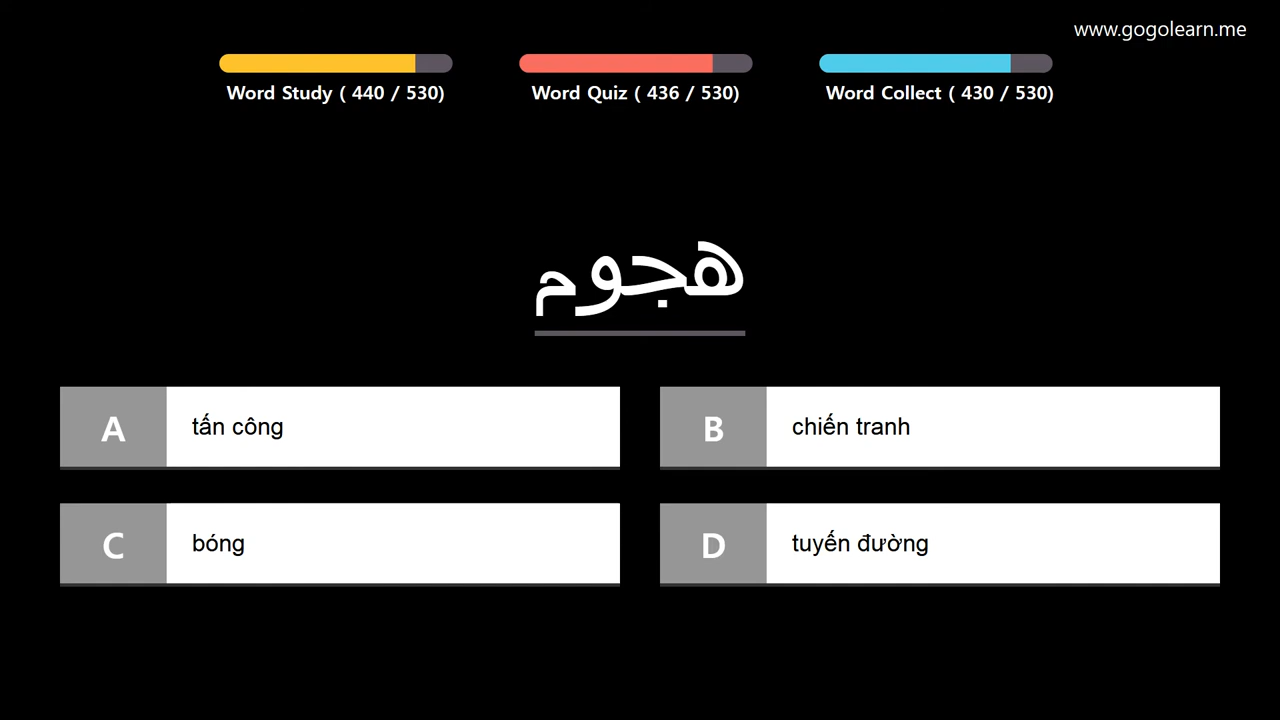 www.gogolearn.me
Word Study ( 440 / 530)
Word Quiz ( 436 / 530)
Word Collect ( 430 / 530)
هجوم
A tấn công
B chiến tranh
C bóng
D tuyến đường